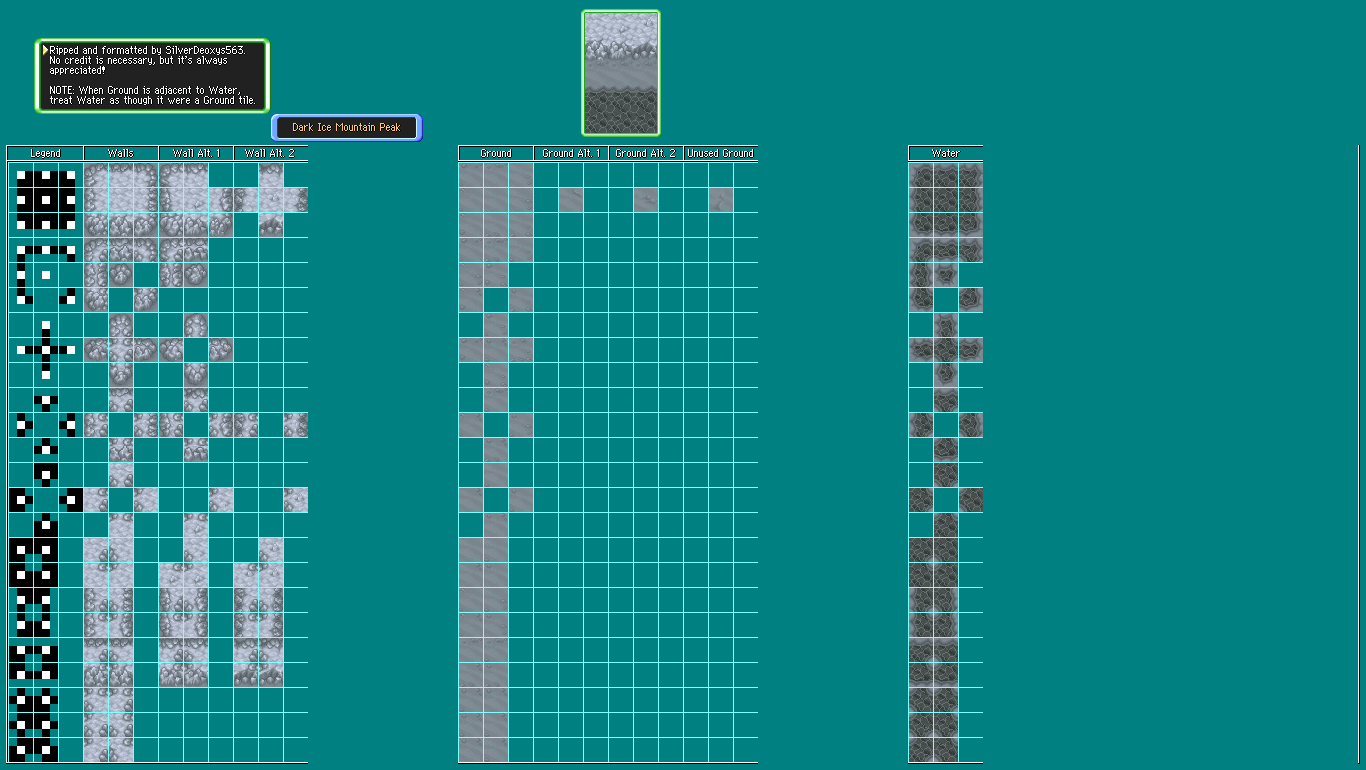 Ripped and formatted by SilverDeoxys563.
No credit is necessary, but it's always
appreciated!
NOTE: When Ground is adjacent to Water,
treat Water as though it were a Ground tile.
Dark Ice Mountain Peak
Legend Walls Wall Alt. 1 Wall Alt. 2 Ground Ground Alt. 1 Ground Alt. 2 Unused Ground Water